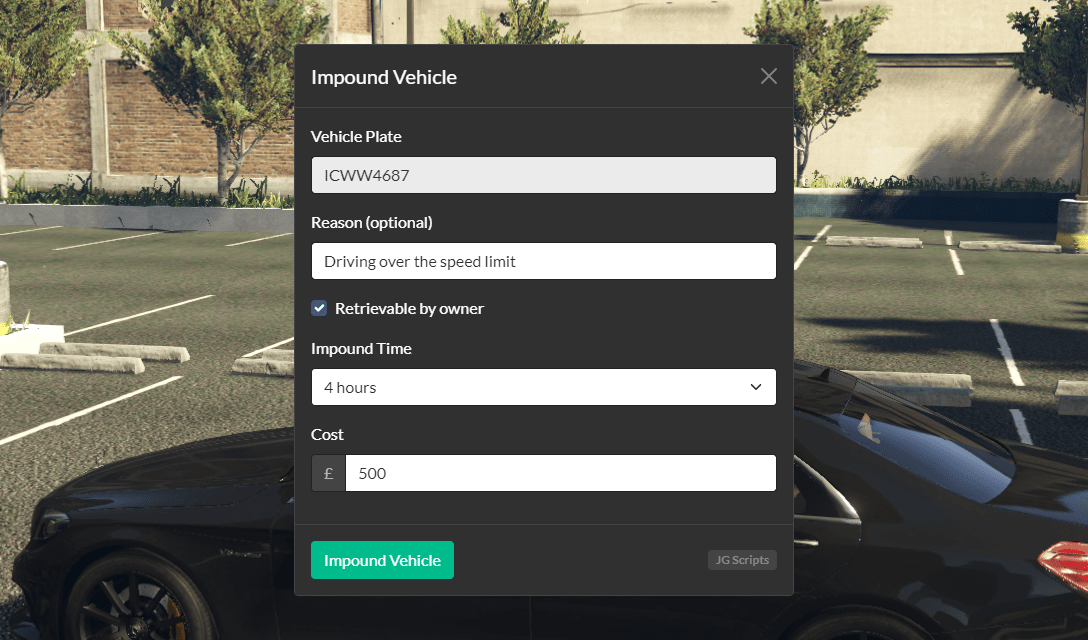 Impound Vehicle
Vehicle Plate
ICWW4687
Reason (optional)
Driving over the speed limit
Retrievable by owner
Impound Time
4 hours
Cost
£ 500
Impound Vehicle
JG Scripts